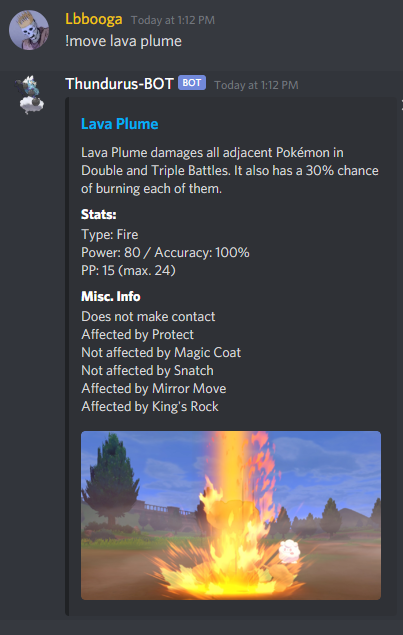 Lbbooga Today at 1:12 PM
!move lava plume
Thundurus-BOT BOT Today at 1:12 PM
Lava Plume
Lava Plume damages all adjacent Pokémon in
Double and Triple Battles. It also has a 30% chance
of burning each of them.
Stats:
Type: Fire
Power: 80 / Accuracy: 100%
PP: 15 (max. 24)
Misc. Info
Does not make contact
Affected by Protect
Not affected by Magic Coat
Not affected by Snatch
Affected by Mirror Move
Affected by King's Rock